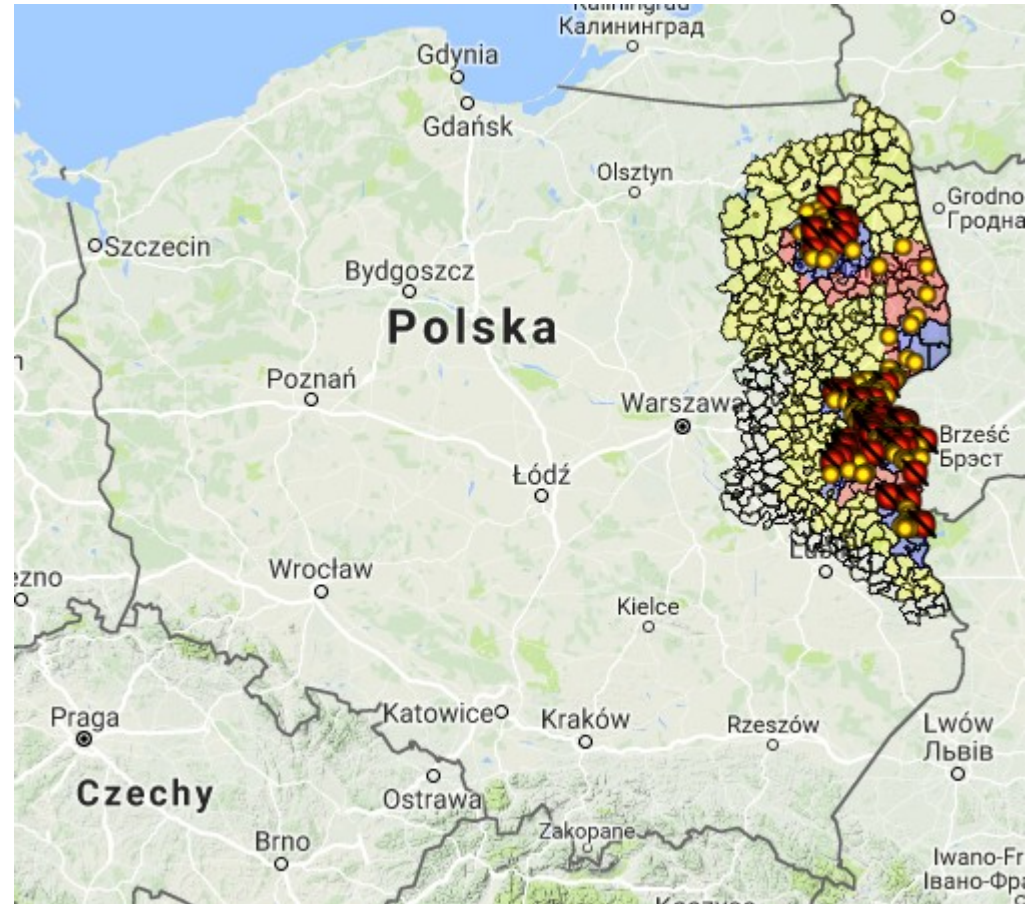 Kaliningrad
Калининград
Gdynia
Gdańsk
Olsztyn
Grodno
Гродна
Szczecin
Bydgoszcz
Polska
Poznań
Warszawa
Brześć
Брэст
Łódź
Wrocław
Kielce
Praga
Katowice
Kraków
Rzeszów
Lwów
Львів
Czechy
Ostrawa
Zakopane
Brno